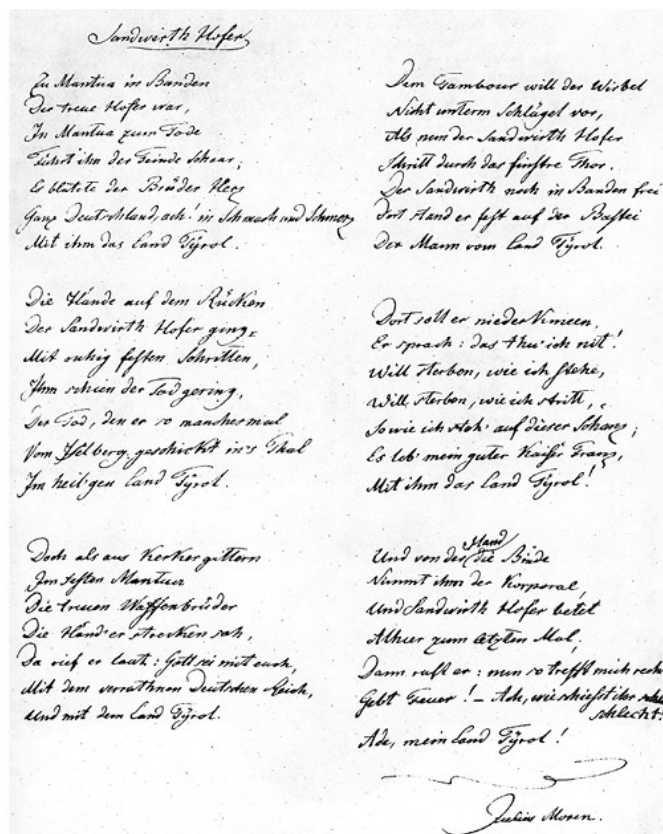 Sandwirth Hofer
Zu Mantua in Banden
Der treue Hofer war,
In Mantua zum Tode
Führt ihn der Feinde Schaar;
Es blutete der Brüder Herz
Ganz Deutschland, ach! in Schmach und Schmerz
Mit ihm das Land Tÿrol.
Die Hände auf dem Rücken
Der Sandwirth Hofer ging,
Mit ruhig festen Schritten,
Ihm schien der Tod gering,
Der Tod, den er so manchesmal
Vom Iselberg geschickt in's Thal
Im heil'gen Land Tÿrol.
Doch als aus Kerkergittern
Im festen Mantua
Die treuen Waffenbrüder
Die Händ' er strecken sah,
Da rief er laut: Gott sei mit euch,
Mit dem verrathnen Deutschen Reich,
Und mit dem Land Tÿrol.
Dem Tambour will der Wirbel
Nicht unterm Schlägel vor,
Als nun der Sandwirth Hofer
Schritt durch das finstre Thor.
Der Sandwirth noch in Banden frei
Dort stand er fest auf der Bastei
Der Mann vom Land Tÿrol.
Dort soll er niederknieen,
Er sprach: das thu' ich nit!
Will sterben, wie ich stehe,
Will sterben, wie ich stritt,
So wie ich steh' auf dieser Schanz;
Es leb' mein guter Kaiser Franz,
Mit ihm das Land Tÿrol!
Und von der Hand die Binde
Nimmt ihm der Korporal,
Und Sandwirth Hofer betet
Allhier zum letzten Mal;
Dann ruft er: nun so trefft mich
Gebt Feuer! – Ach, wie schießt ihr
schlecht!
Ade, mein Land Tÿrol!
Julius Mosen.